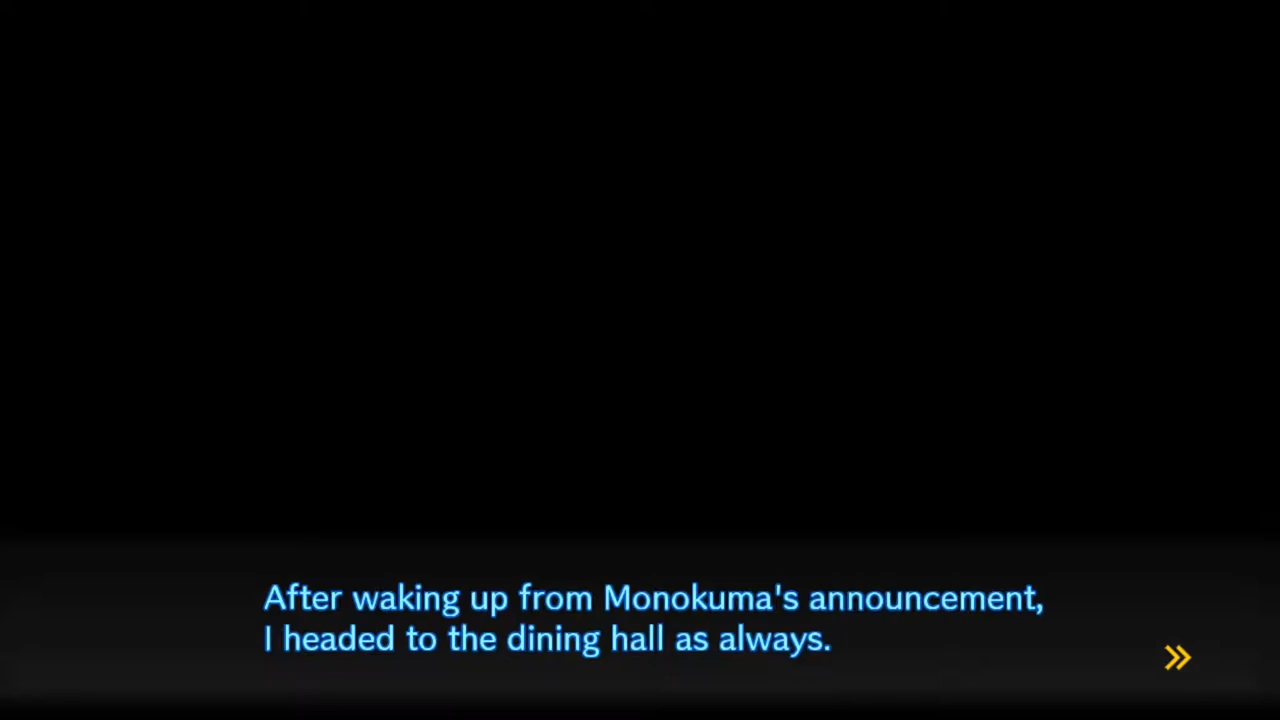 After waking up from Monokuma's announcement,
I headed to the dining hall as always.